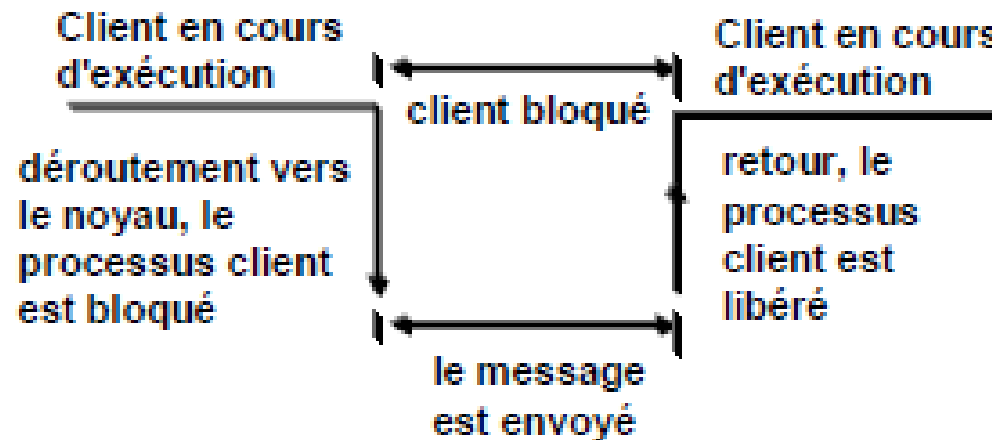 Client en cours
d'exécution
client bloqué
Client en cours
d'exécution
déroutement vers
le noyau, le
processus client
est bloqué
retour, le
processus
client est
libéré
le message
est envoyé